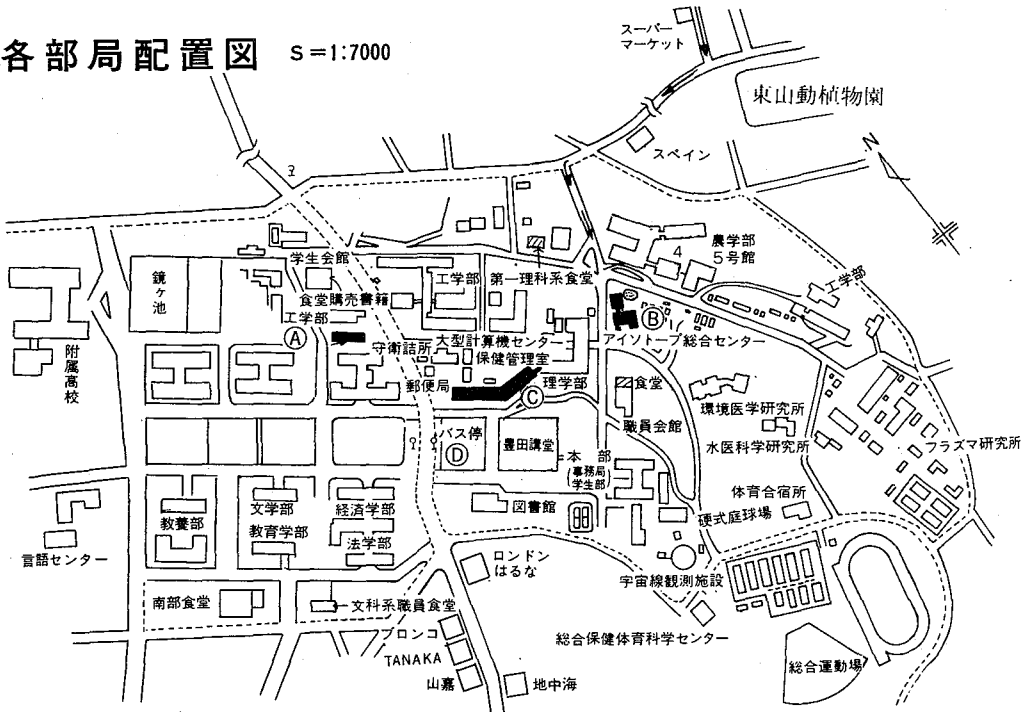 各部局配置図 S=1:7000
スーパー
マーケット
東山動植物園
スペイン
N
農学部
5号館
4
学生会館
工学部
第一理科系食堂
工学部
鏡ヶ池
食堂購売書籍
工学部
Ⓐ
Ⓑ
守衛詰所
大型計算機センター
アイソトープ総合センター
保健管理室
附属高校
郵便局
理学部
食堂
Ⓒ
環境医学研究所
職員会館
水医科学研究所
プラズマ研究所
バス停
Ⓓ
豊田講堂
本部
(事務局
学生部)
体育合宿所
教養部
文学部
経済学部
図書館
硬式庭球場
教育学部
法学部
言語センター
ロンドン
はるな
宇宙線観測施設
南部食堂
文科系職員食堂
ブロンコ
総合保健体育科学センター
TANAKA
総合運動場
山嘉
地中海